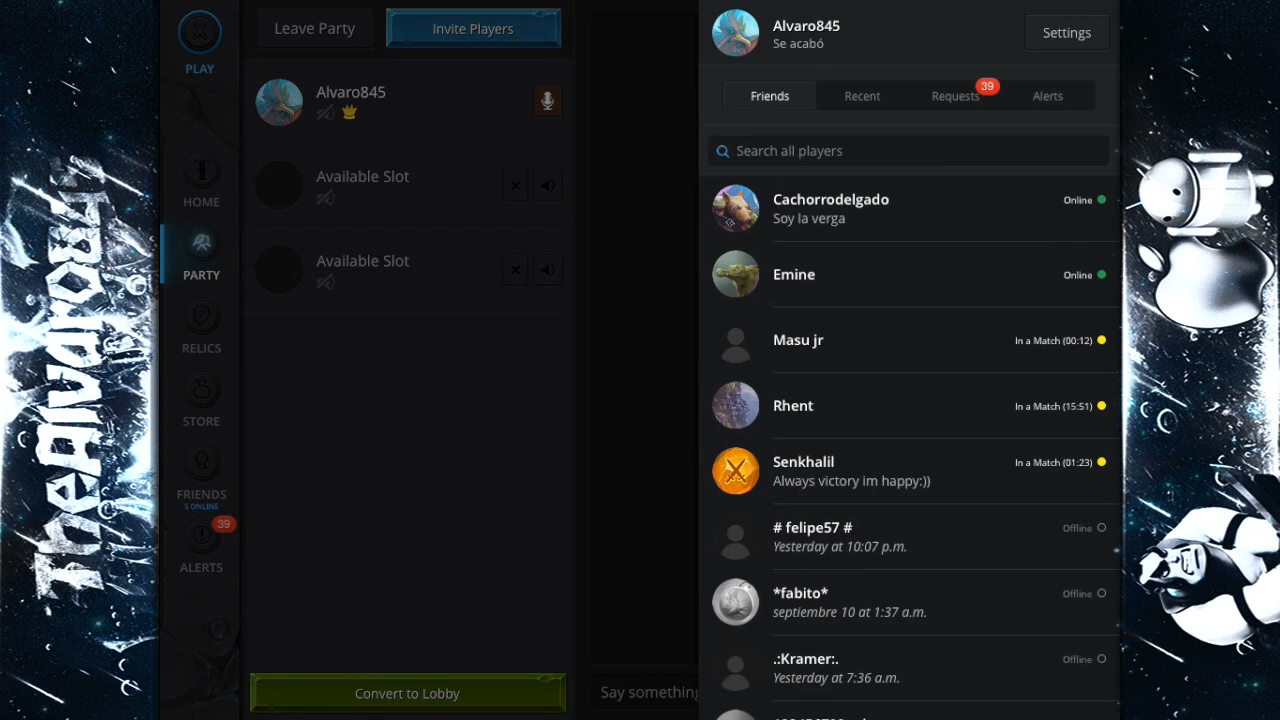 TheAlvaro845
PLAY
HOME
PARTY
RELICS
STORE
FRIENDS
5 ONLINE
39
ALERTS
Leave Party
Invite Players
Alvaro845
Available Slot
Available Slot
Convert to Lobby
Say something
Alvaro845
Se acabó
Settings
Friends
Recent
Requests
39
Alerts
Search all players
Cachorrodelgado
Online
Soy la verga
Emine
Online
Masu jr
In a Match (00:12)
Rhent
In a Match (15:51)
Senkhalil
In a Match (01:23)
Always victory im happy:))
# felipe57 #
Offline
Yesterday at 10:07 p.m.
*fabito*
Offline
septiembre 10 at 1:37 a.m.
.:Kramer:.
Offline
Yesterday at 7:36 a.m.